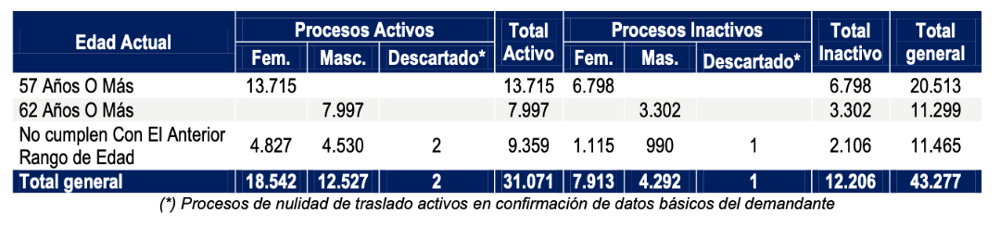 Edad Actual Procesos Activos Total Activo Procesos Inactivos Total Inactivo Total general
Fem. Masc. Descartado* Fem. Mas. Descartado*
57 Años O Más 13.715 13.715 6.798 6.798 20.513
62 Años O Más 7.997 7.997 3.302 3.302 11.299
No cumplen Con El Anterior
Rango de Edad 4.827 4.530 2 9.359 1.115 990 1 2.106 11.465
Total general 18.542 12.527 2 31.071 7.913 4.292 1 12.206 43.277
(*) Procesos de nulidad de traslado activos en confirmación de datos básicos del demandante